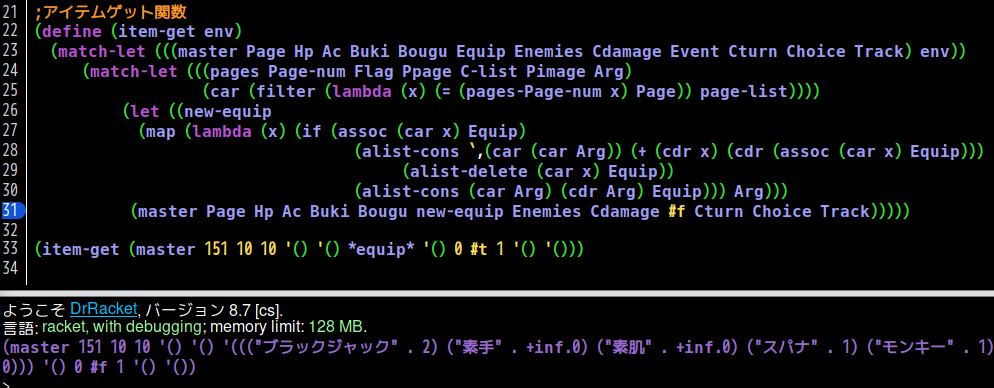 21 ;アイテムゲット関数
22 (define (item-get env)
23 (match-let (((master Page Hp Ac Buki Bougu Equip Enemies Cdamage Event Cturn Choice Track) env))
24 (match-let (((pages Page-num Flag Ppage C-list Pimage Arg)
25 (car (filter (lambda (x) (= (pages-Page-num x) Page)) page-list))))
26 (let ((new-equip
27 (map (lambda (x) (if (assoc (car x) Equip)
28 (alist-cons `,(car (car Arg)) (+ (cdr x) (cdr (assoc (car x) Equip)))
29 (alist-delete (car x) Equip))
30 (alist-cons (car Arg) (cdr Arg) Equip))) Arg)))
31 (master Page Hp Ac Buki Bougu new-equip Enemies Cdamage #f Cturn Choice Track)))))
32
33 (item-get (master 151 10 10 '() '() *equip* '() 0 #t 1 '() '()))
34
ようこそ DrRacket, バージョン 8.7 [cs].
言語: racket, with debugging; memory limit: 128 MB.
(master 151 10 10 '() '() '((("ブラックジャック" . 2) ("素手" . +inf.0) ("素肌" . +inf.0) ("スパナ" . 1) ("モンキー" . 1)
0))) '() 0 #f 1 '() '())
>